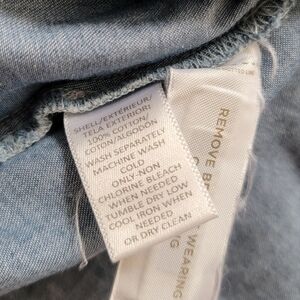 SHELL/EXTÉRIEUR/
TELA EXTERIOR:
100% COTTON/
COTON/ALGODÓN
WASH SEPARATELY
MACHINE WASH
COLD
ONLY-NON
CHLORINE BLEACH
WHEN NEEDED
TUMBLE DRY LOW
COOL IRON WHEN
NEEDED
OR DRY CLEAN
REMOVE B
WEARING